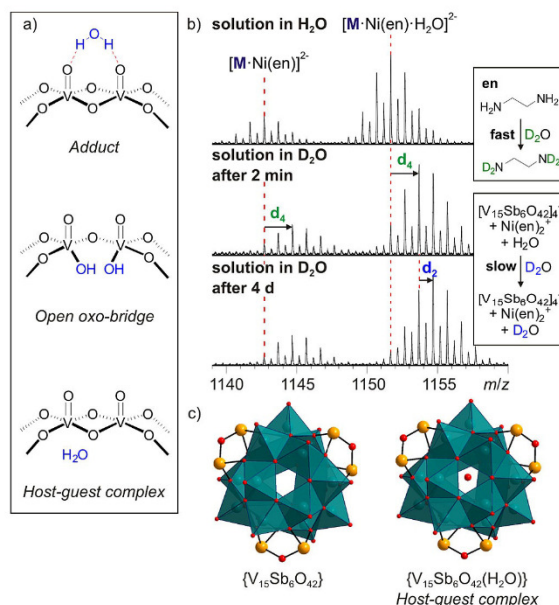 a)
H
O
H
O
O
V
O
V
Adduct
O
O
V
O
V
OH
OH
Open oxo-bridge
O
O
V
O
V
H2O
Host-guest complex
b)
solution in H2O
[M·Ni(en)·H2O]2-
[M·Ni(en)]2-
solution in D2O
after 2 min
d4
d4
solution in D2O
after 4 d
d2
1140
1145
1150
1155
m/z
en
H2N
NH2
fast
D2O
D2N
ND2
[V15Sb6O42]4
+ Ni(en)2+
+ H2O
slow
D2O
[V15Sb6O42]4
+ Ni(en)2+
+ D2O
c)
{V15Sb6O42}
{V15Sb6O42(H2O)}
Host-guest complex